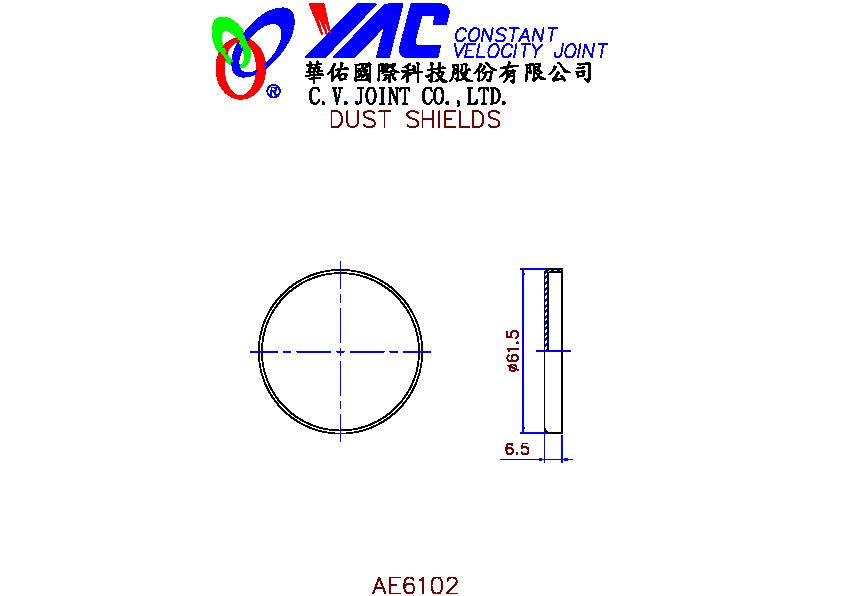 YAC CONSTANT
VELOCITY JOINT
®
華佑國際科技股份有限公司
C.V.JOINT CO.,LTD.
DUST SHIELDS
ø61.5
6.5
AE6102